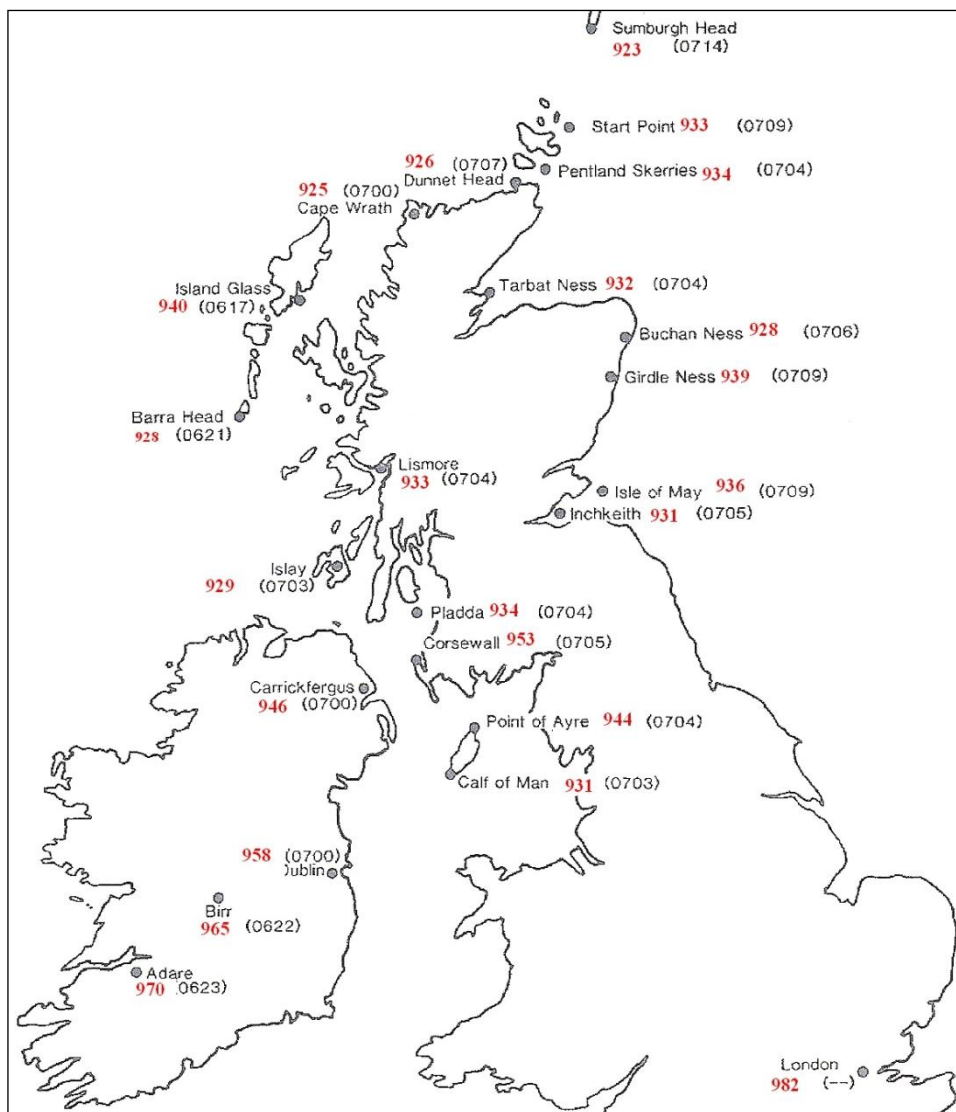 Sumburgh Head
923 (0714)
Start Point 933 (0709)
926 (0707)
Dunnet Head
Pentland Skerries 934 (0704)
925 (0700)
Cape Wrath
Island Glass
940 (0617)
Tarbat Ness 932 (0704)
Buchan Ness 928 (0706)
Girdle Ness 939 (0709)
Barra Head
928 (0621)
Lismore
933 (0704)
Isle of May 936 (0709)
Inchkeith 931 (0705)
Islay
929 (0703)
Pladda 934 (0704)
Corsewall 953 (0705)
Carrickfergus
946 (0700)
Point of Ayre 944 (0704)
Calf of Man 931 (0703)
958 (0700)
ublin
Birr
965 (0622)
Adare
970 0623)
London
982 (--)